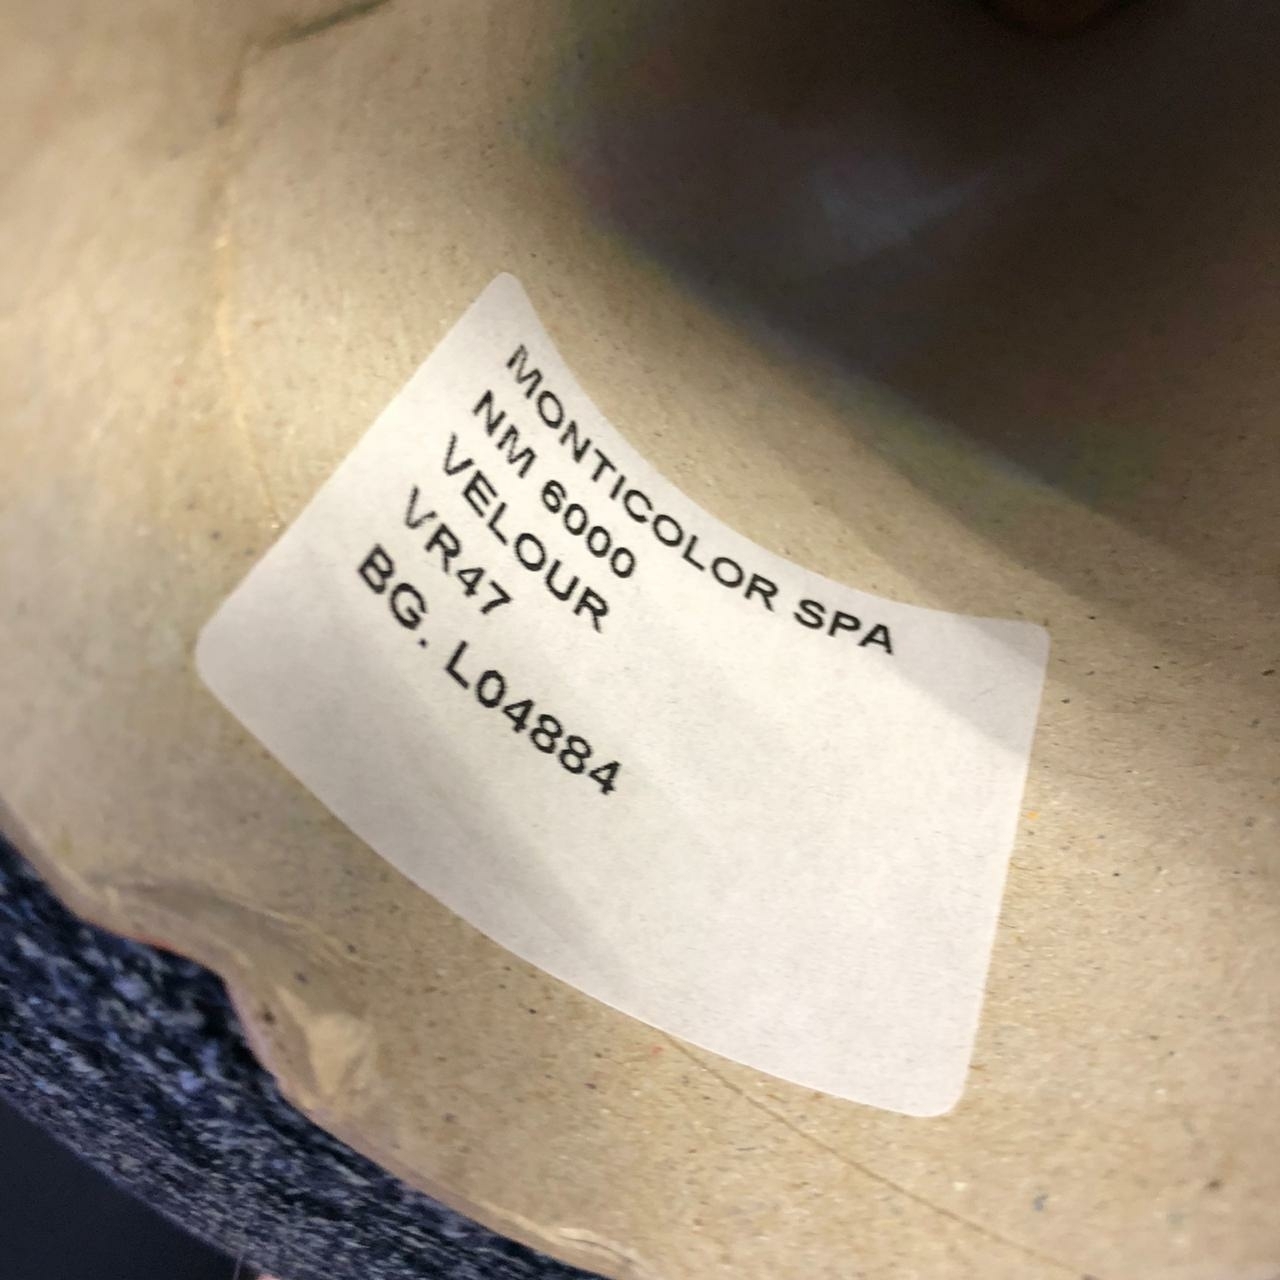 MONTICOLOR SPA
NM 6000
VELOUR
VR47
BG. L04884